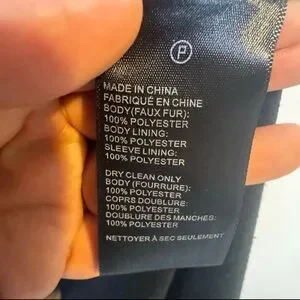 P
MADE IN CHINA
FABRIQUÉ EN CHINE
BODY(FAUX FUR):
100% POLYESTER
BODY LINING:
100% POLYESTER
SLEEVE LINING:
100% POLYESTER
DRY CLEAN ONLY
BODY (FOURRURE):
100% POLYESTER
COPRS DOUBLURE:
100% POLYESTER
DOUBLURE DES MANCHES:
100% POLYESTER
NETTOYER À SEC SEULEMENT